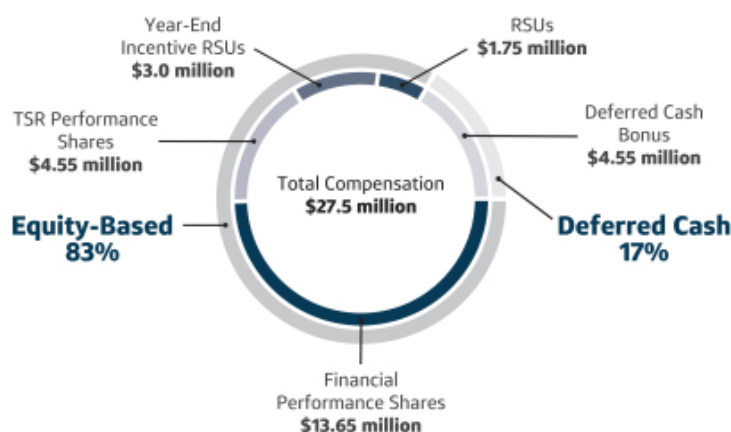 Year-End
Incentive RSUs
$3.0 million
RSUs
$1.75 million
TSR Performance
Shares
$4.55 million
Deferred Cash
Bonus
$4.55 million
Total Compensation
$27.5 million
Equity-Based
83%
Deferred Cash
17%
Financial
Performance Shares
$13.65 million